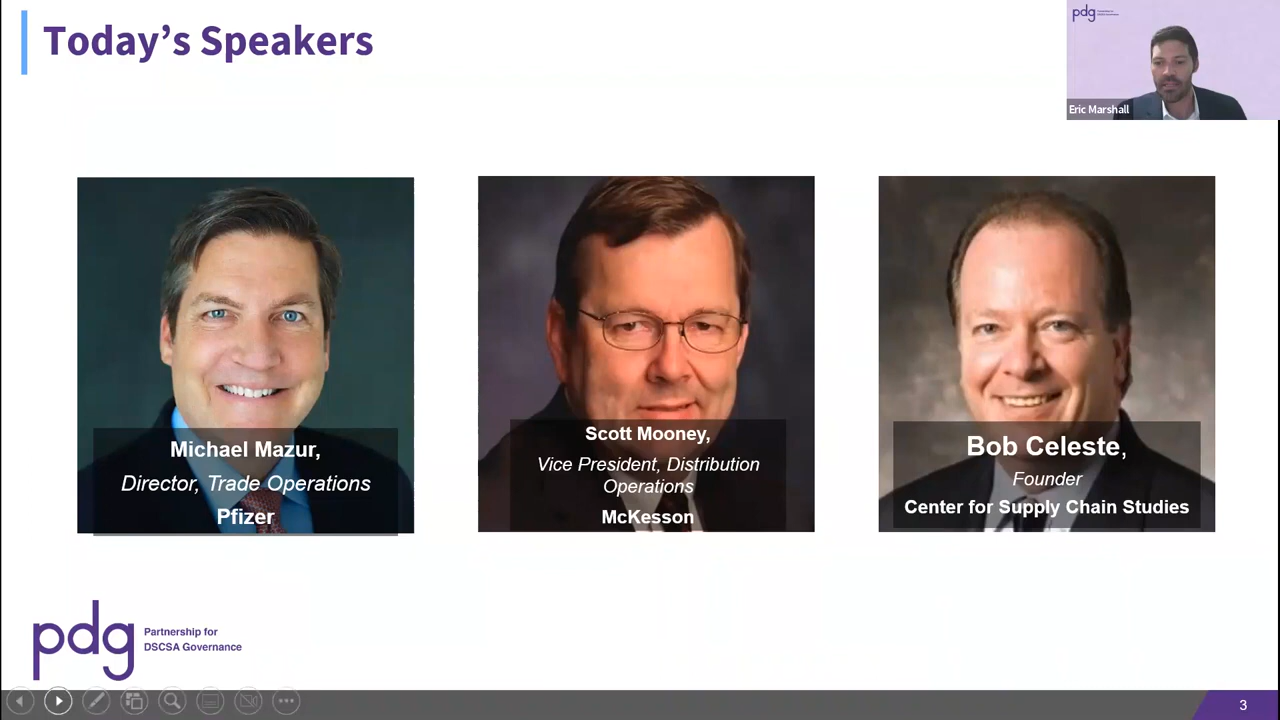 Today's Speakers
pdg
Eric Marshall
Michael Mazur,
Director, Trade Operations
Pfizer
Scott Mooney,
Vice President, Distribution
Operations
McKesson
Bob Celeste,
Founder
Center for Supply Chain Studies
pdg
Partnership for
DSCSA Governance
3